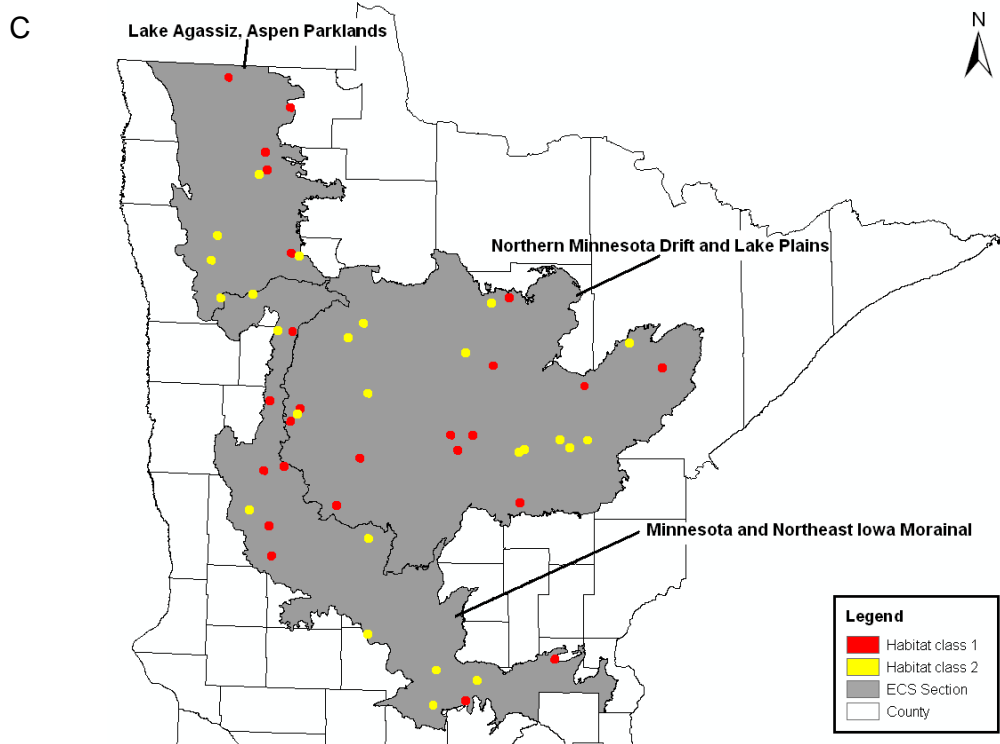 C
Lake Agassiz, Aspen Parklands
N
Northern Minnesota Drift and Lake Plains
Minnesota and Northeast Iowa Morainal
Legend
Habitat class 1
Habitat class 2
ECS Section
County